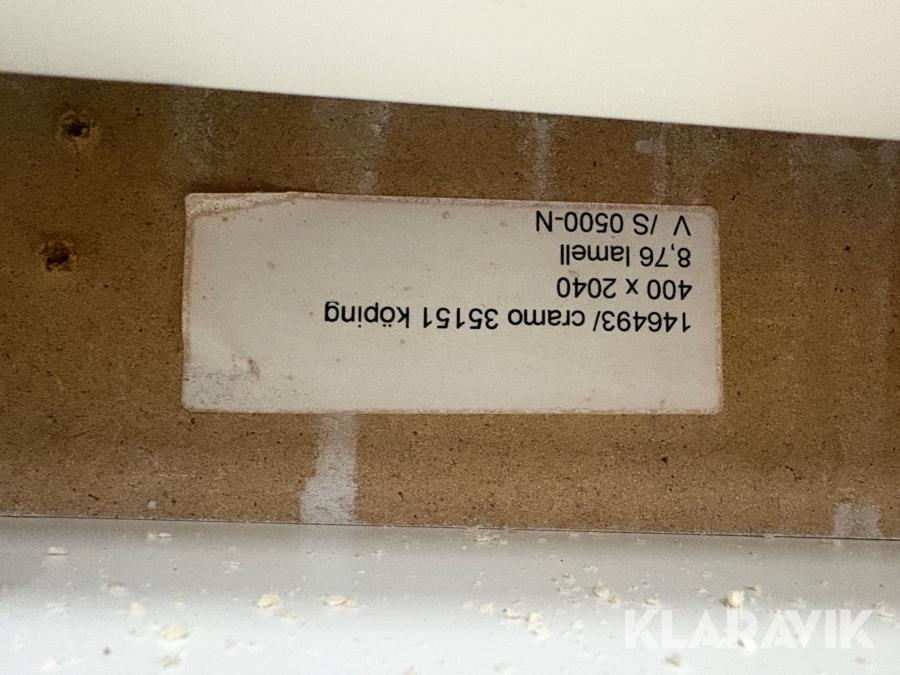 146493/ cramo 35151 köping
400 x 2040
8,76 lamell
V /S 0500-N
KLARAVIK